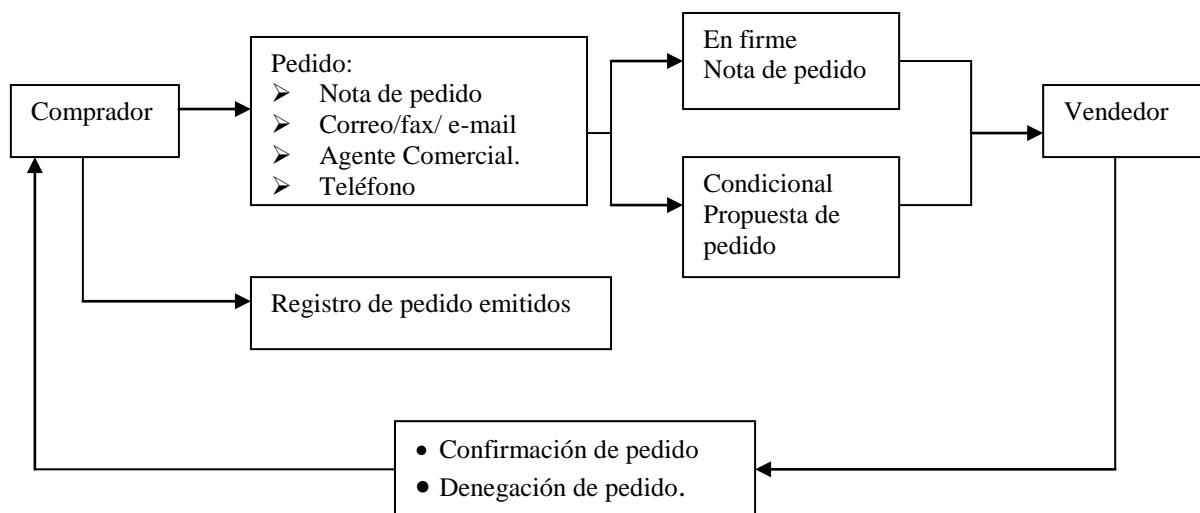 Comprador
Pedido:
➢ Nota de pedido
➢ Correo/fax/ e-mail
➢ Agente Comercial.
➢ Teléfono
En firme
Nota de pedido
Condicional
Propuesta de
pedido
Vendedor
Registro de pedido emitidos
• Confirmación de pedido
• Denegación de pedido.